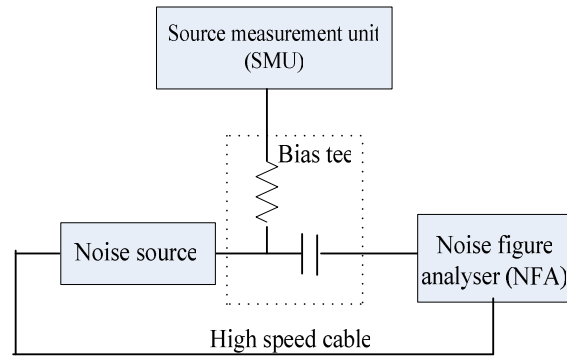 Source measurement unit
(SMU)
Bias tee
Noise source
Noise figure
analyser (NFA)
High speed cable